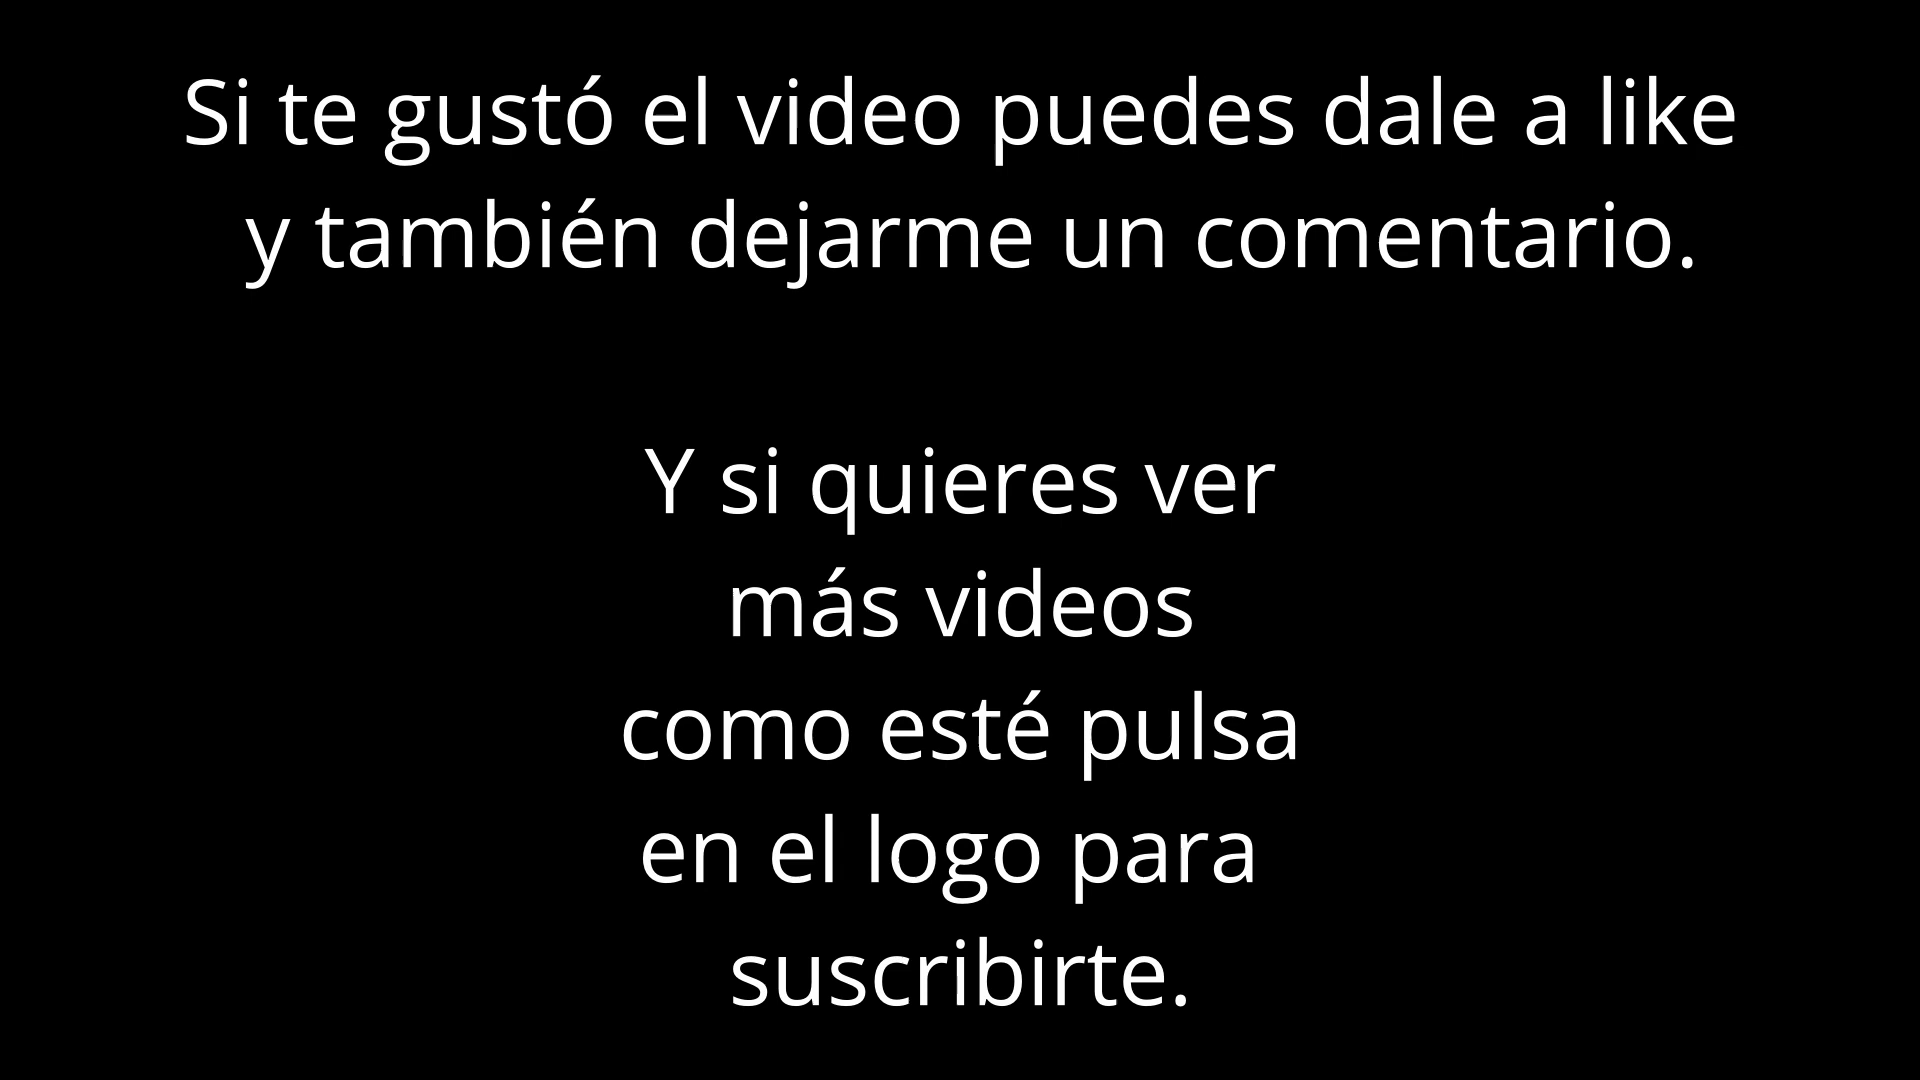 Si te gustó el video puedes dale a like
y también dejarme un comentario.
Y si quieres ver
más videos
como esté pulsa
en el logo para
suscribirte.